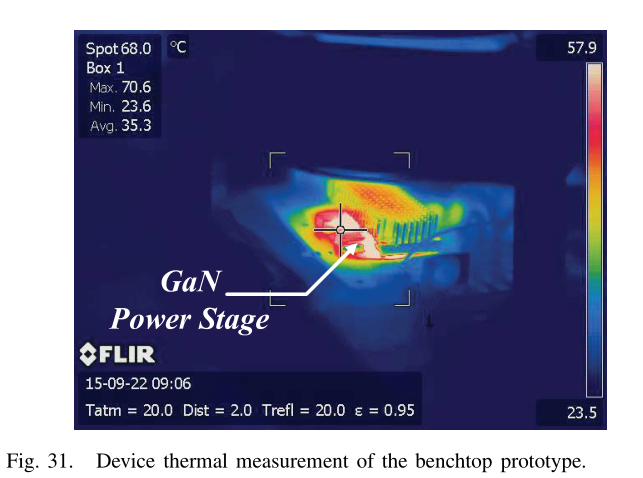 Spot 68.0 °C
57.9
Box 1
Max. 70.6
Min. 23.6
Avg. 35.3
GaN
Power Stage
FLIR
15-09-22 09:06
Tatm = 20.0 Dist = 2.0 Trefl = 20.0 ε = 0.95
23.5
Fig. 31. Device thermal measurement of the benchtop prototype.